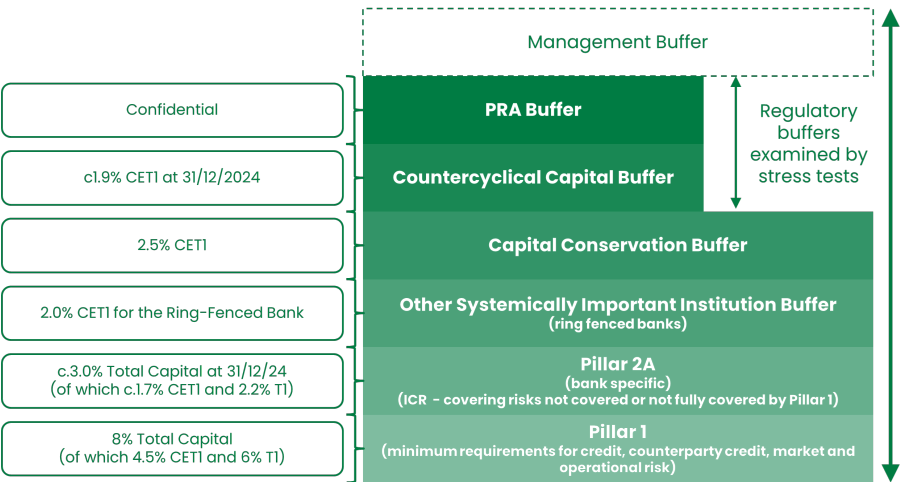 Management Buffer
Confidential
PRA Buffer
Regulatory
buffers
examined by
stress tests
c1.9% CET1 at 31/12/2024
Countercyclical Capital Buffer
2.5% CET1
Capital Conservation Buffer
2.0% CET1 for the Ring-Fenced Bank
Other Systemically Important Institution Buffer
(ring fenced banks)
c.3.0% Total Capital at 31/12/24
(of which c.1.7% CET1 and 2.2% T1)
Pillar 2A
(bank specific)
(ICR - covering risks not covered or not fully covered by Pillar 1)
8% Total Capital
(of which 4.5% CET1 and 6% T1)
Pillar 1
(minimum requirements for credit, counterparty credit, market and
operational risk)